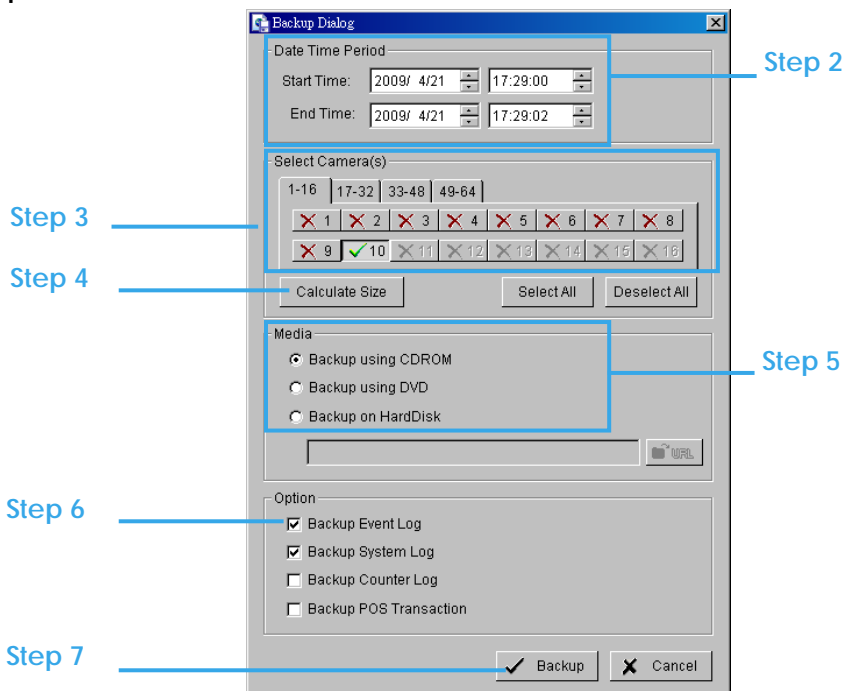 Backup Dialog
Date Time Period
Step 2
Start Time: 2009/ 4/21 17:29:00
End Time: 2009/ 4/21 17:29:02
Select Camera(s)
1-16 17-32 33-48 49-64
Step 3
1 2 3 4 5 6 7 8
9 10 11 12 13 14 15 16
Step 4
Calculate Size Select All Deselect All
Media
Backup using CDROM
Step 5
Backup using DVD
Backup on HardDisk
URL
Option
Step 6
Backup Event Log
Backup System Log
Backup Counter Log
Backup POS Transaction
Step 7
Backup Cancel